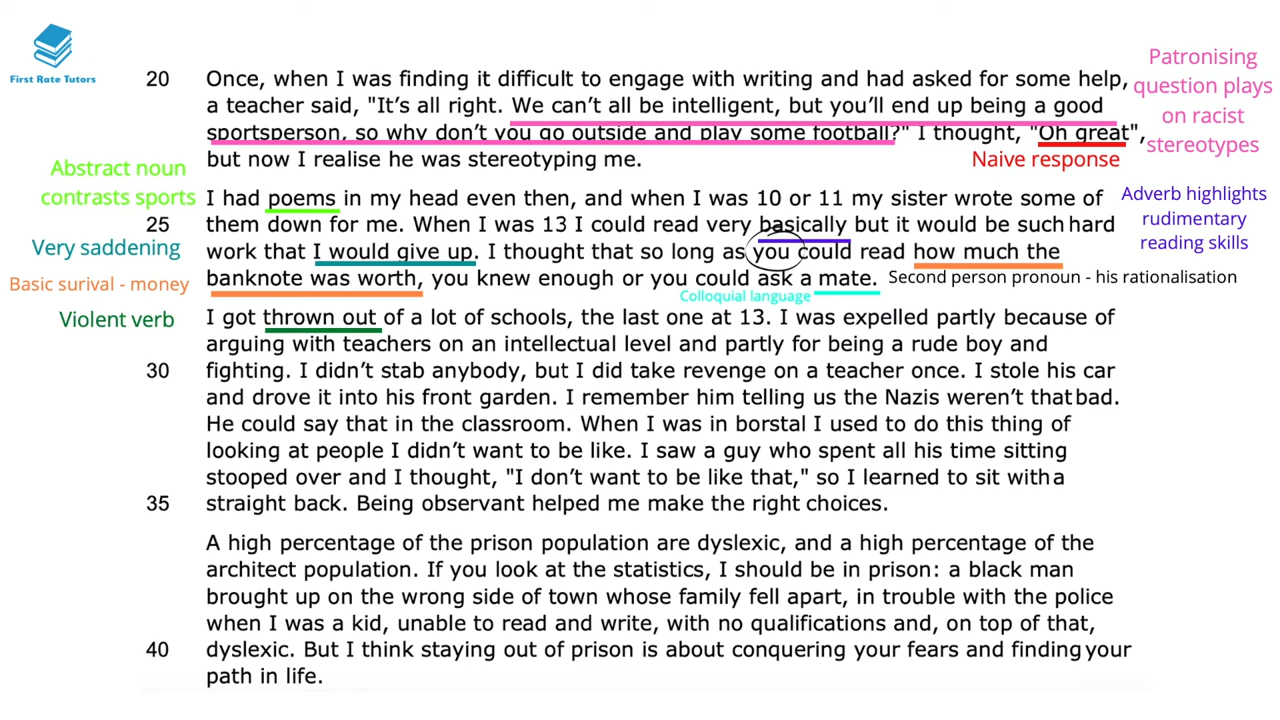 First Rate Tutors
Patronising
question plays
on racist
stereotypes
20 Once, when I was finding it difficult to engage with writing and had asked for some help,
a teacher said, "It's all right. We can't all be intelligent, but you'll end up being a good
sportsperson, so why don't you go outside and play some football?" I thought, "Oh great",
but now I realise he was stereotyping me.
Naive response
Abstract noun
contrasts sports
I had poems in my head even then, and when I was 10 or 11 my sister wrote some of
25 them down for me. When I was 13 I could read very basically but it would be such hard
work that I would give up. I thought that so long as you could read how much the
banknote was worth, you knew enough or you could ask a mate.
Adverb highlights
rudimentary
reading skills
Very saddening
Basic surival - money
Second person pronoun - his rationalisation
Colloquial language
Violent verb
I got thrown out of a lot of schools, the last one at 13. I was expelled partly because of
arguing with teachers on an intellectual level and partly for being a rude boy and
30 fighting. I didn't stab anybody, but I did take revenge on a teacher once. I stole his car
and drove it into his front garden. I remember him telling us the Nazis weren't that bad.
He could say that in the classroom. When I was in borstal I used to do this thing of
looking at people I didn't want to be like. I saw a guy who spent all his time sitting
stooped over and I thought, "I don't want to be like that," so I learned to sit with a
35 straight back. Being observant helped me make the right choices.
A high percentage of the prison population are dyslexic, and a high percentage of the
architect population. If you look at the statistics, I should be in prison: a black man
brought up on the wrong side of town whose family fell apart, in trouble with the police
when I was a kid, unable to read and write, with no qualifications and, on top of that,
40 dyslexic. But I think staying out of prison is about conquering your fears and finding your
path in life.